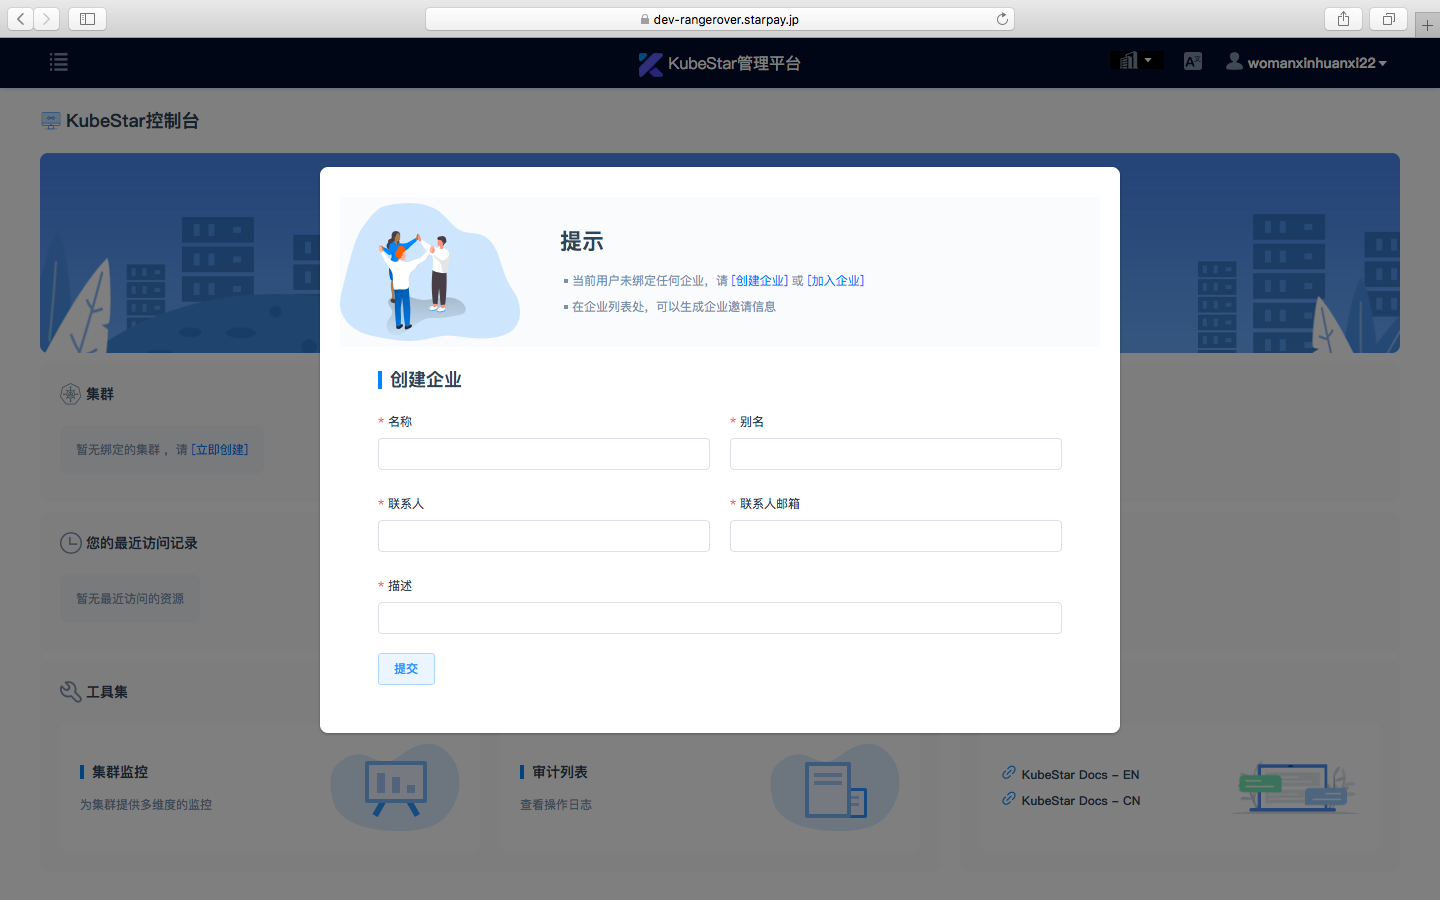 dev-rangerover.starpay.jp
KubeStar管理平台
womanxinhuanxi22
KubeStar控制台
提示
当前用户未绑定任何企业，请 [创建企业] 或 [加入企业]
在企业列表处，可以生成企业邀请信息
创建企业
* 名称
* 别名
* 联系人
* 联系人邮箱
* 描述
提交
集群
暂无绑定的集群 ，请 [立即创建]
您的最近访问记录
暂无最近访问的资源
工具集
集群监控
为集群提供多维度的监控
审计列表
查看操作日志
KubeStar Docs - EN
KubeStar Docs - CN